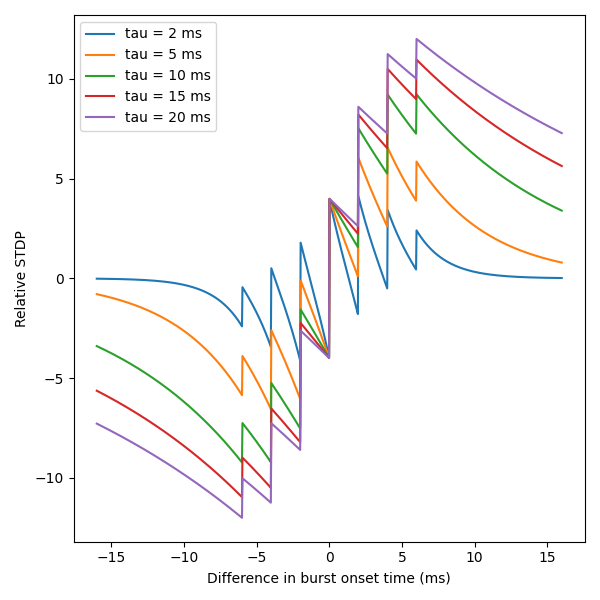 tau = 2 ms
tau = 5 ms
tau = 10 ms
tau = 15 ms
tau = 20 ms
10
5
0
−5
−10
Relative STDP
−15 −10 −5 0 5 10 15
Difference in burst onset time (ms)